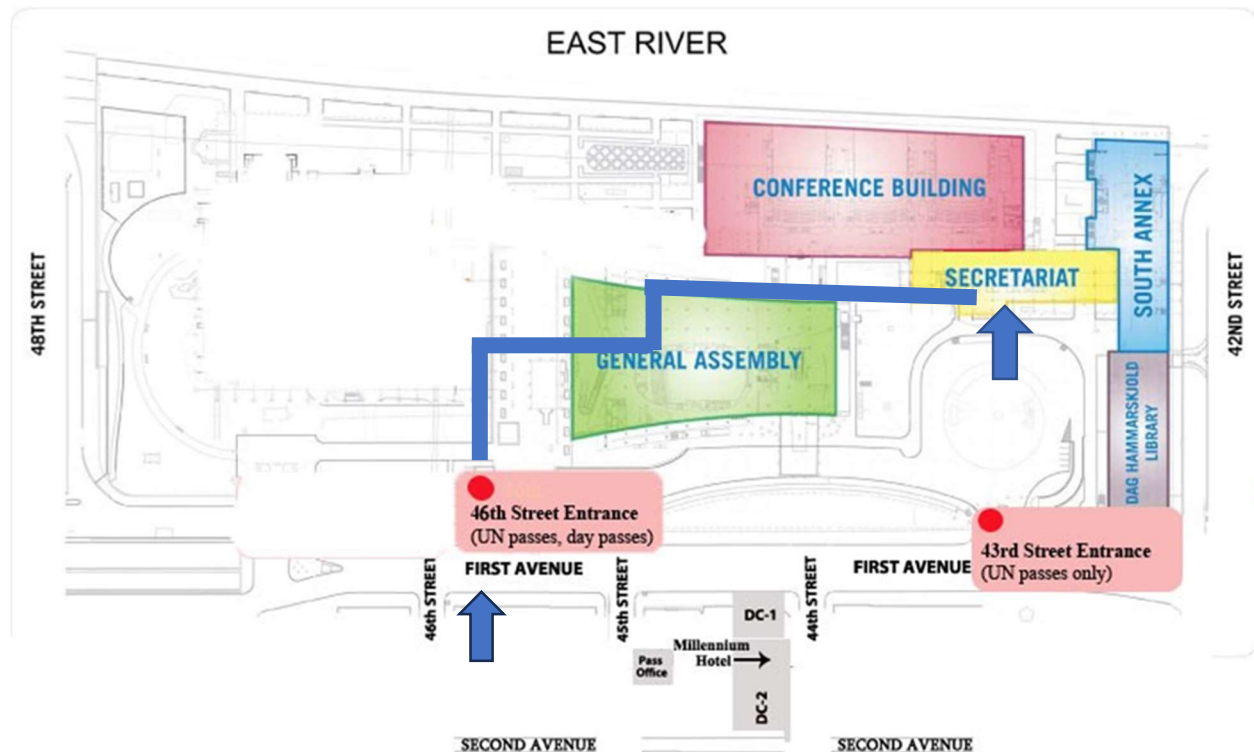 EAST RIVER
CONFERENCE BUILDING
SECRETARIAT
SOUTH ANNEX
48TH STREET
42ND STREET
GENERAL ASSEMBLY
DAG HAMMARSKJOLD
LIBRARY
46th Street Entrance
(UN passes, day passes)
43rd Street Entrance
(UN passes only)
FIRST AVENUE
FIRST AVENUE
46th STREET
45th STREET
44th STREET
DC-1
Millennium
Hotel
Pass
Office
DC-2
SECOND AVENUE
SECOND AVENUE